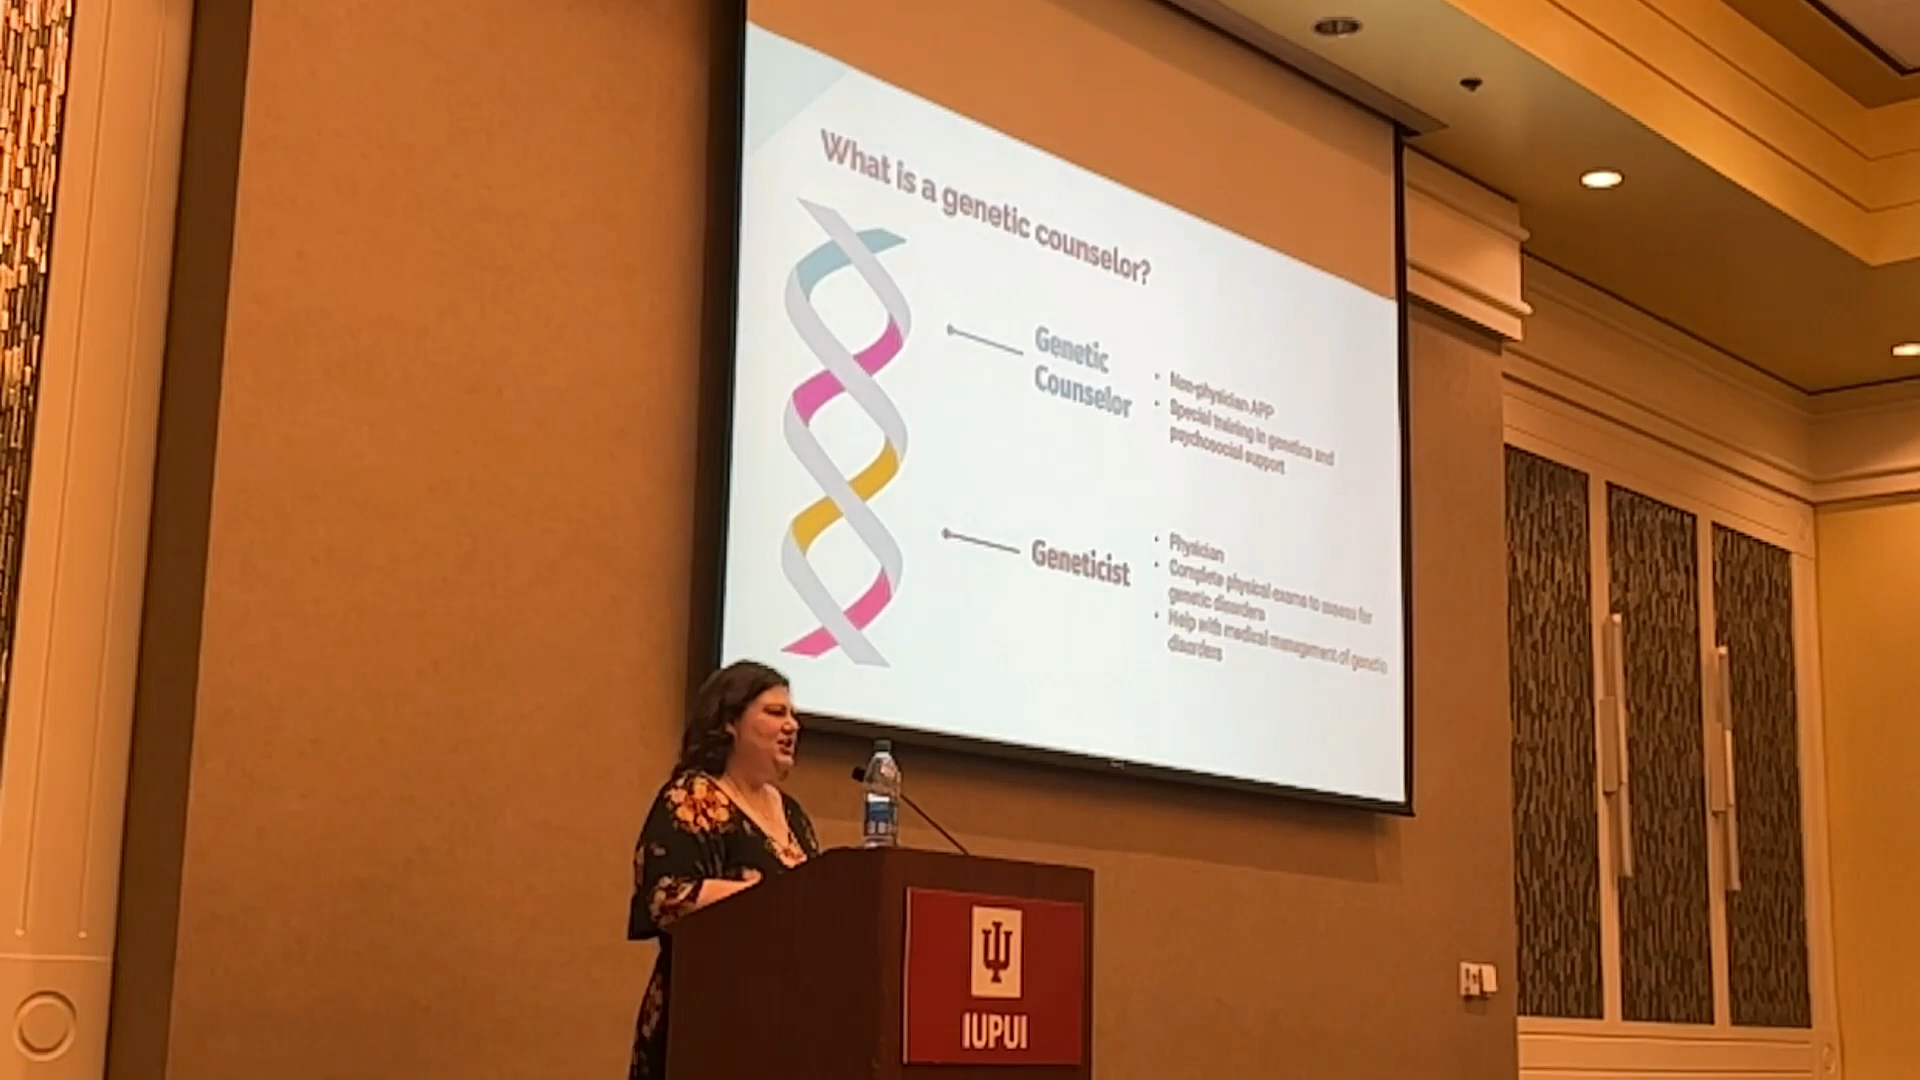 What is a genetic counselor?
Genetic
Counselor
• Non-physician APP
• Special training in genetics and
psychosocial support
Geneticist
• Physician
• Complete physical exams to assess for
genetic disorders
• Help with medical management of genetic
disorders
IUPUI